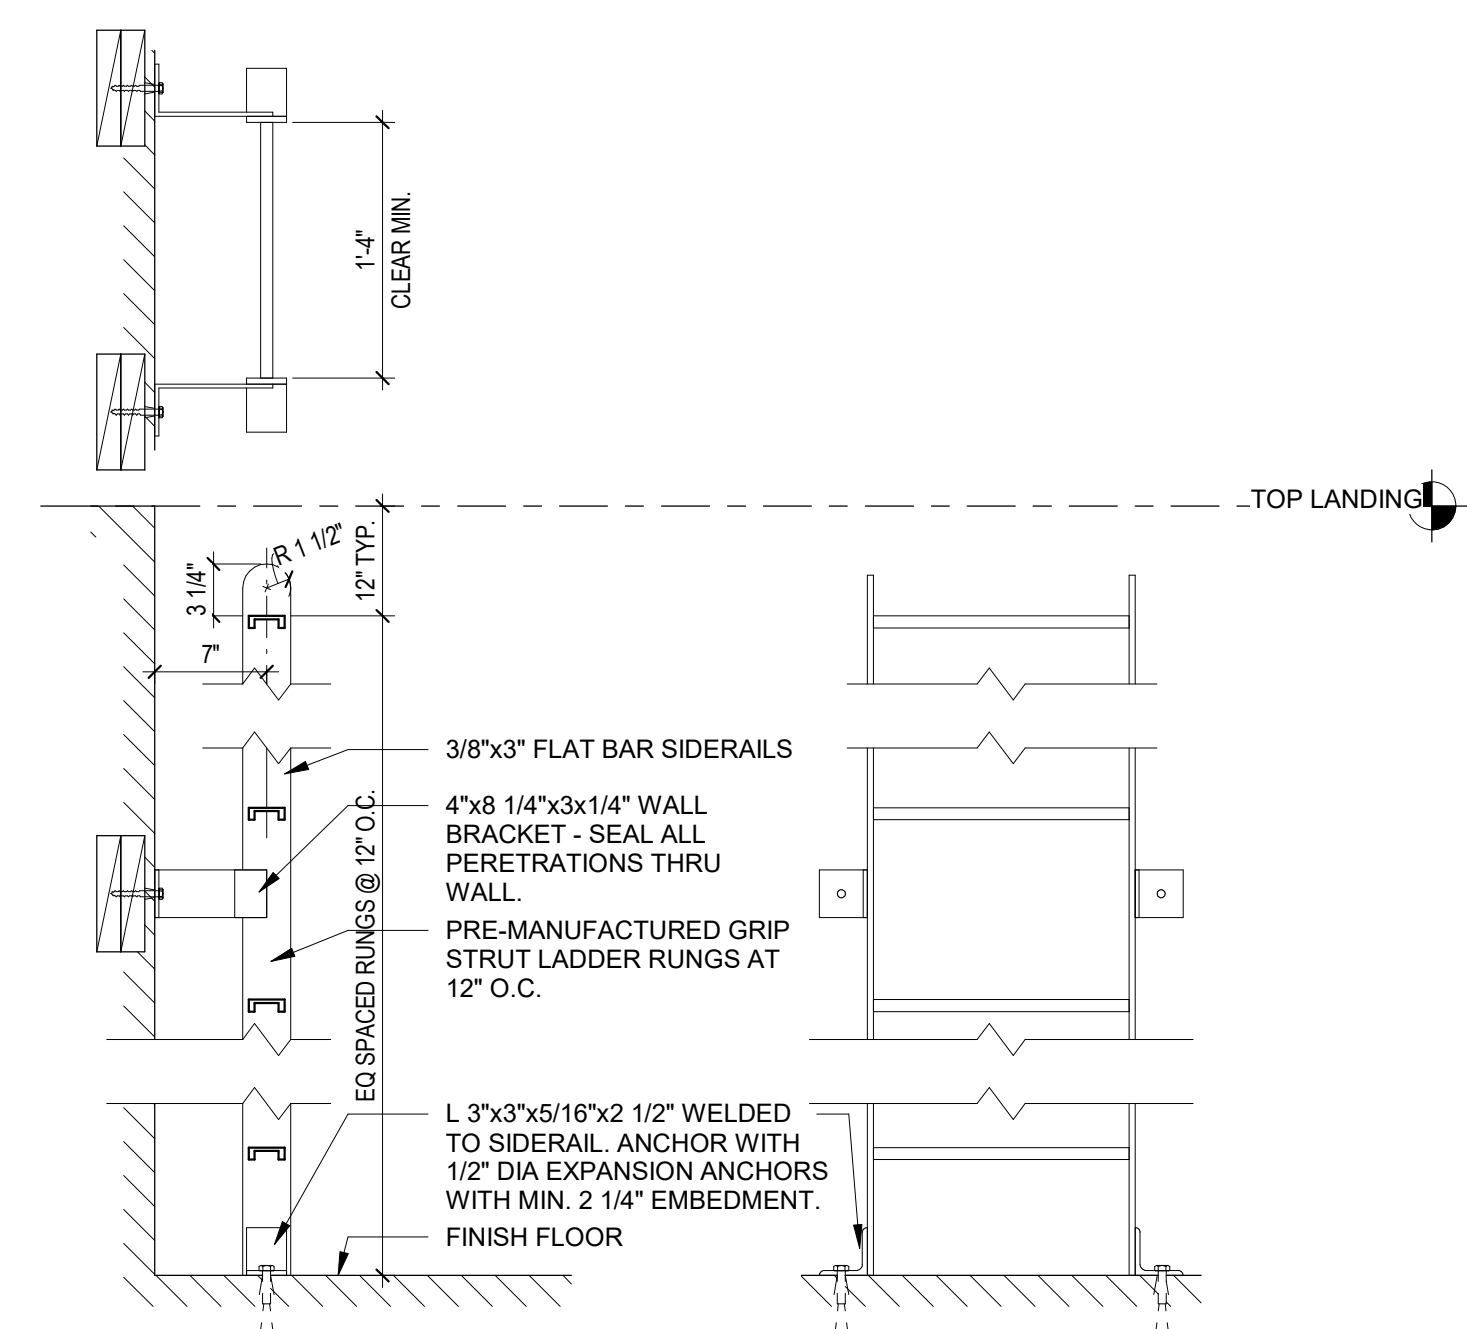 1'-4"
CLEAR MIN.
TOP LANDING
R 1 1/2"
12" TYP.
3 1/4"
7"
3/8"x3" FLAT BAR SIDERAILS
4"x8 1/4"x3x1/4" WALL
BRACKET - SEAL ALL
PERETRATIONS THRU
WALL.
EQ SPACED RUNGS @ 12" O.C.
PRE-MANUFACTURED GRIP
STRUT LADDER RUNGS AT
12" O.C.
L 3"x3"x5/16"x2 1/2" WELDED
TO SIDERAIL. ANCHOR WITH
1/2" DIA EXPANSION ANCHORS
WITH MIN. 2 1/4" EMBEDMENT.
FINISH FLOOR